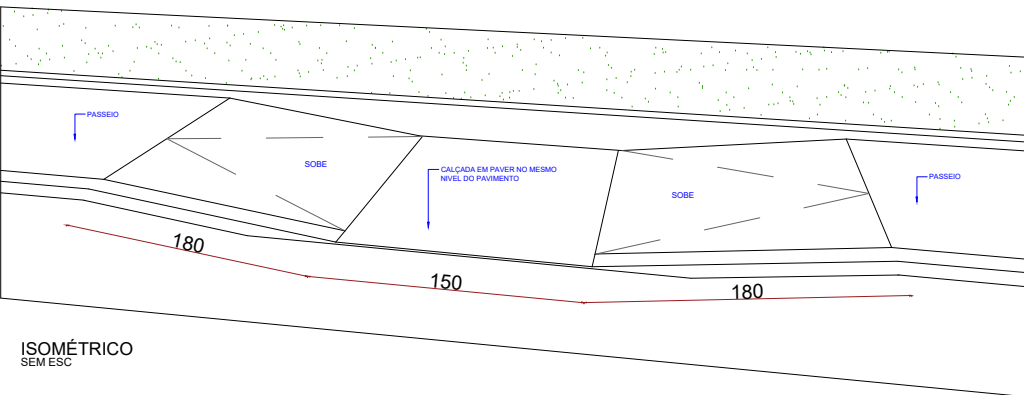 PASSEIO
SOBE
CALÇADA EM PAVER NO MESMO
NIVEL DO PAVIMENTO
SOBE
PASSEIO
180
150
180
ISOMÉTRICO
SEM ESC